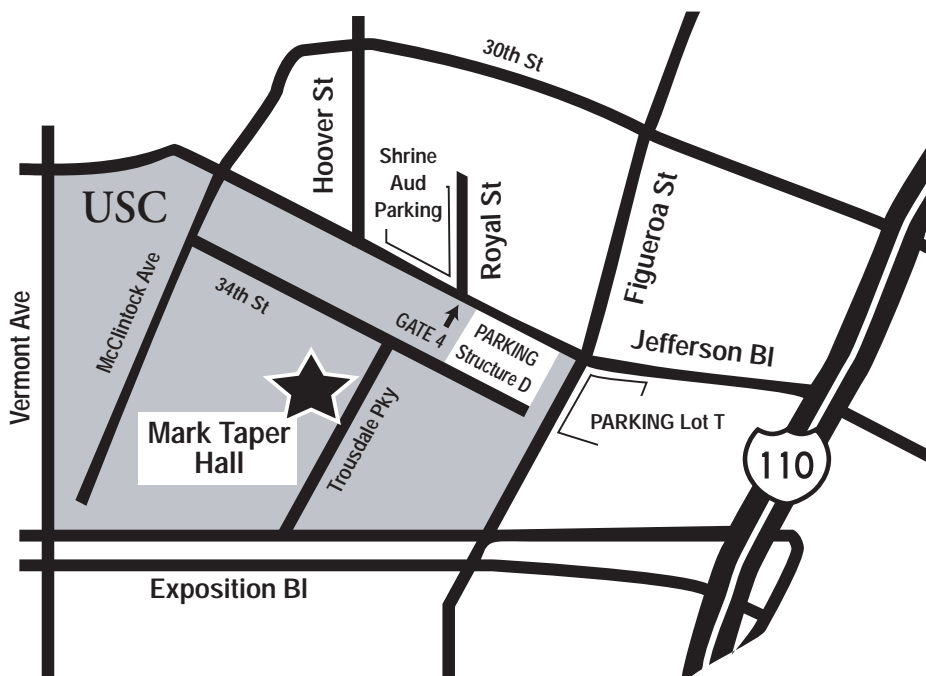 30th St
Hoover St
Shrine
Aud
Parking
Royal St
Figueroa St
USC
McClintock Ave
34th St
Vermont Ave
GATE 4
PARKING
Structure D
Jefferson Bl
PARKING Lot T
Mark Taper
Hall
Trousdale Pky
110
Exposition Bl